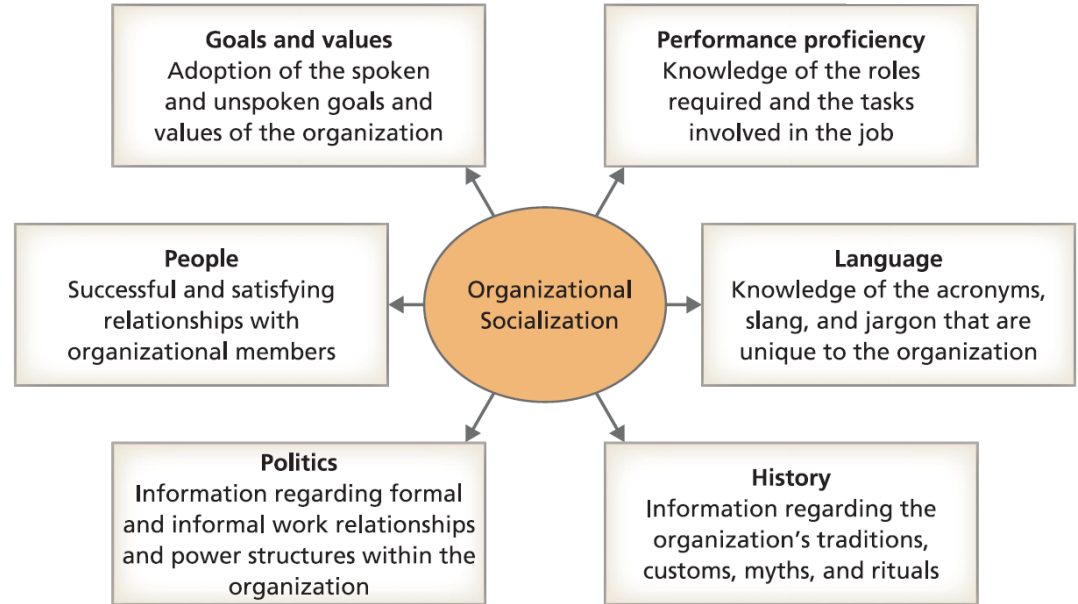 Goals and values
Adoption of the spoken
and unspoken goals and
values of the organization
Performance proficiency
Knowledge of the roles
required and the tasks
involved in the job
People
Successful and satisfying
relationships with
organizational members
Organizational
Socialization
Language
Knowledge of the acronyms,
slang, and jargon that are
unique to the organization
Politics
Information regarding formal
and informal work relationships
and power structures within the
organization
History
Information regarding the
organization’s traditions,
customs, myths, and rituals